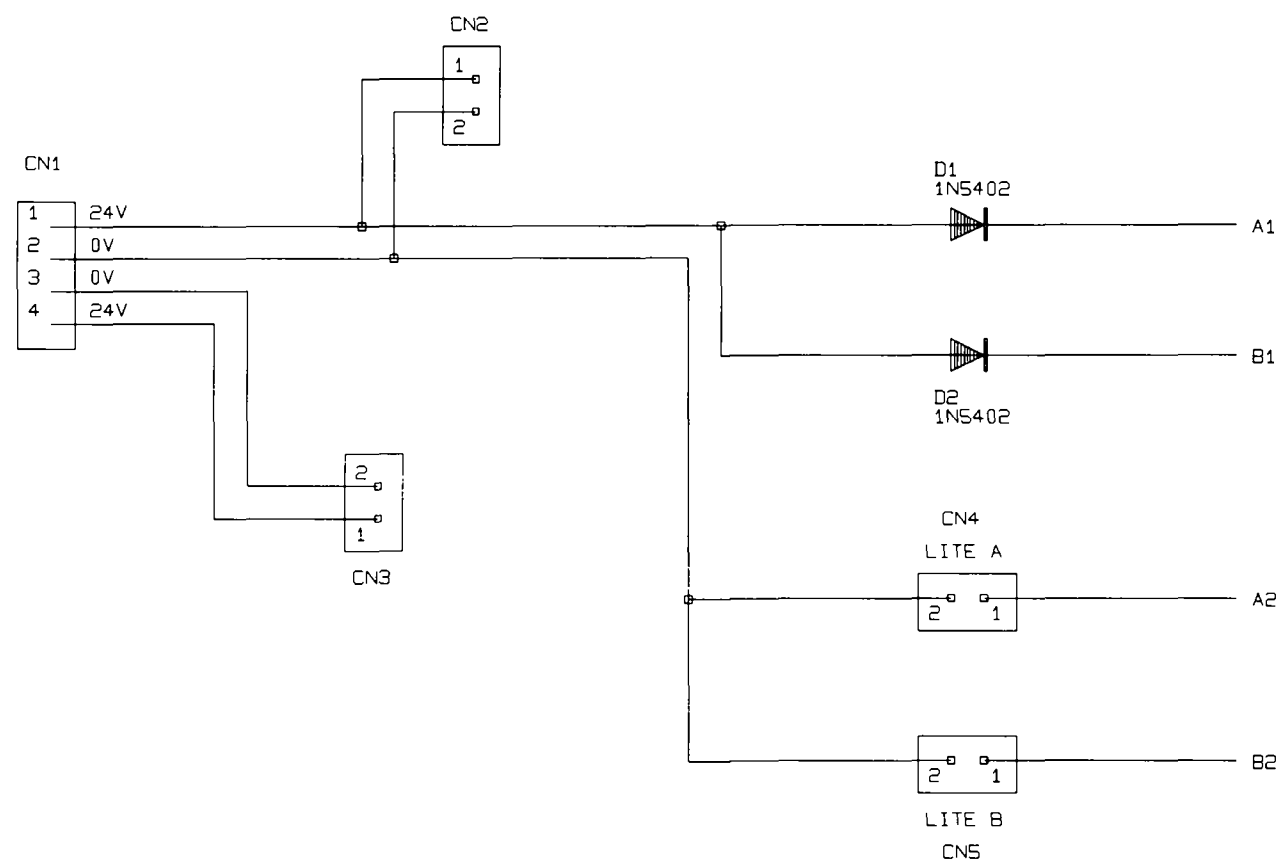 CN2
1
2
CN1
1 24V
2 0V
3 0V
4 24V
D1
1N5402
A1
B1
D2
1N5402
2
1
CN3
CN4
LITE A
2 1
A2
2 1
B2
LITE B
CN5